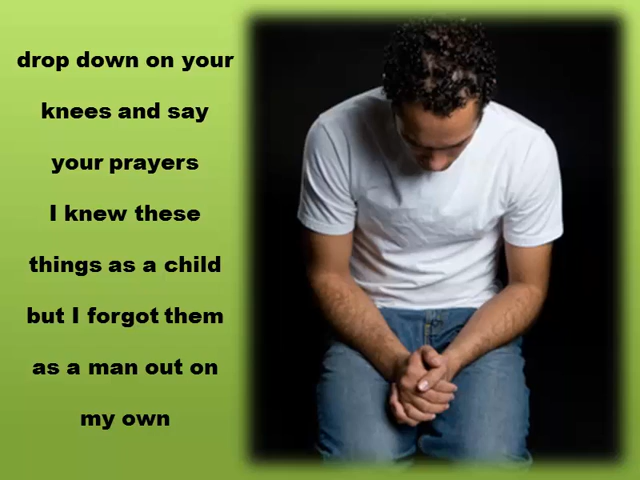 drop down on your
knees and say
your prayers
I knew these
things as a child
but I forgot them
as a man out on
my own